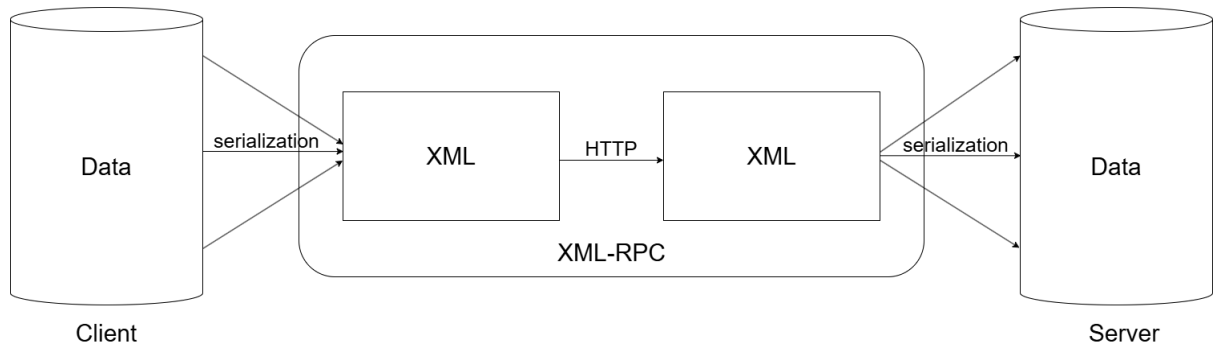 Data
serialization
XML
HTTP
XML
serialization
Data
XML-RPC
Client
Server